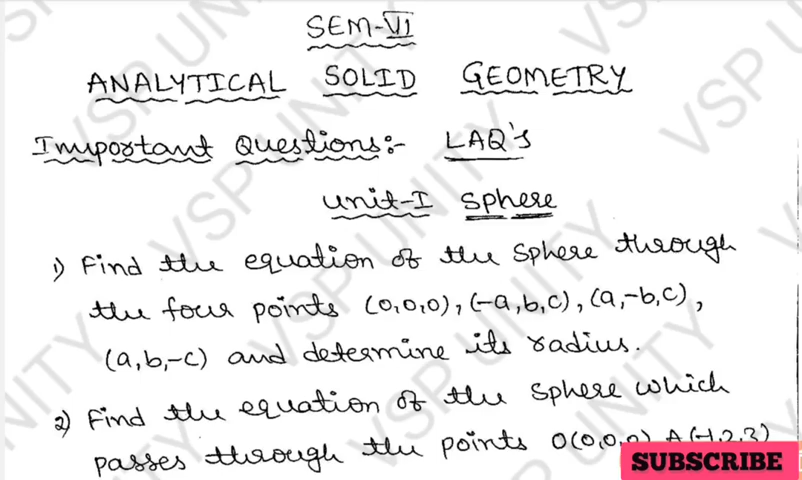 SEM-VI
ANALYTICAL SOLID GEOMETRY
Important Questions:- LAQ's
Unit-I Sphere
1) Find the equation of the sphere through
the four points (0,0,0), (-a,b,c), (a,-b,c),
(a,b,-c) and determine its radius.
2) Find the equation of the sphere which
passes through the points O(0,0,0) A(-1,2,3)
SUBSCRIBE
VSP UNITY